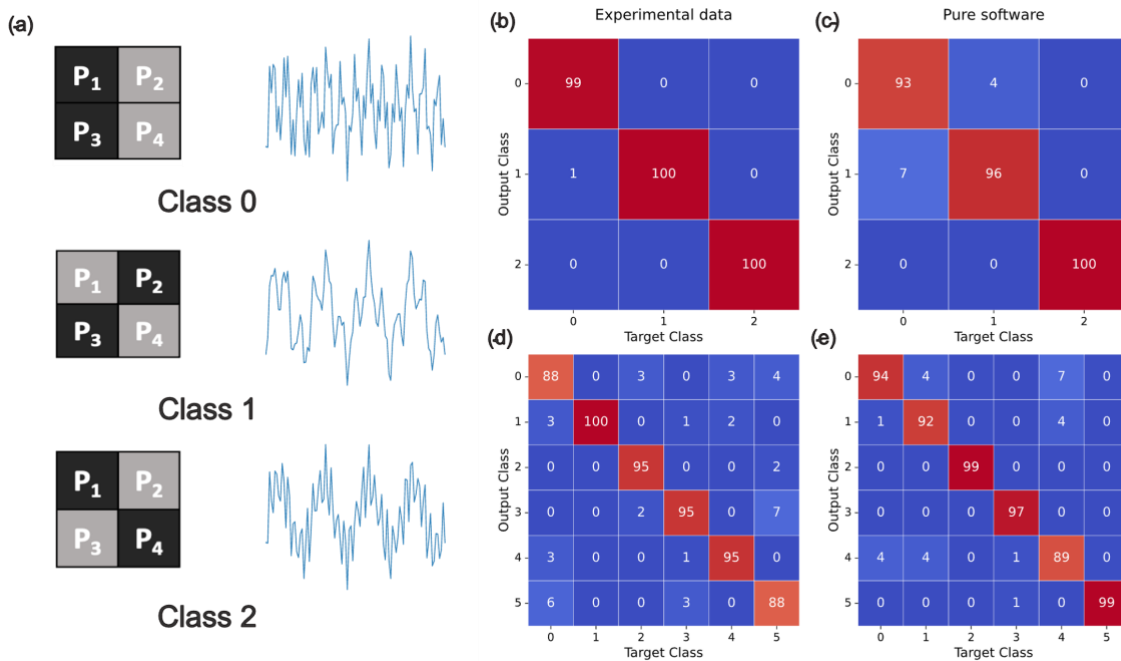 (a)
P1 P2
P3 P4
Class 0
P1 P2
P3 P4
Class 1
P1 P2
P3 P4
Class 2
(b)
Experimental data
Output Class
0 99 0 0
1 1 100 0
2 0 0 100
0 1 2
Target Class
(c)
Pure software
Output Class
0 93 4 0
1 7 96 0
2 0 0 100
0 1 2
Target Class
(d)
Output Class
0 88 0 3 0 3 4
1 3 100 0 1 2 0
2 0 0 95 0 0 2
3 0 0 2 95 0 7
4 3 0 0 1 95 0
5 6 0 0 3 0 88
0 1 2 3 4 5
Target Class
(e)
Output Class
0 94 4 0 0 7 0
1 1 92 0 0 4 0
2 0 0 99 0 0 0
3 0 0 0 97 0 0
4 4 4 0 1 89 0
5 0 0 0 1 0 99
0 1 2 3 4 5
Target Class